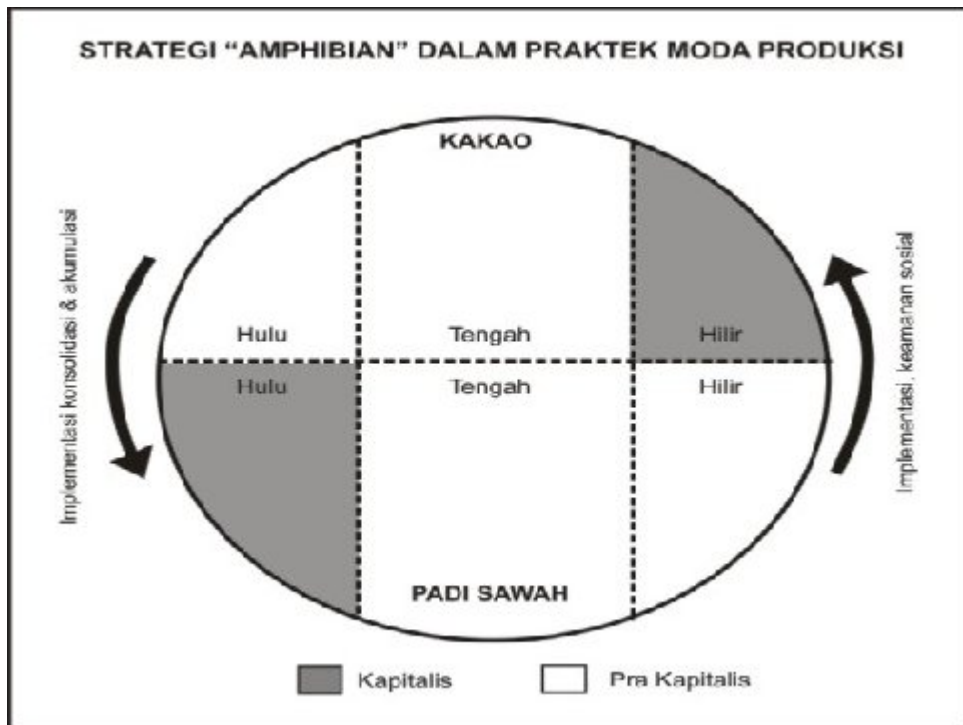 STRATEGI “AMPHIBIAN” DALAM PRAKTEK MODA PRODUKSI
KAKAO
Implementasi konsolidasi & akumulasi
Implementasi, keamanan sosial
Hulu Tengah Hilir
Hulu Tengah Hilir
PADI SAWAH
Kapitalis Pra Kapitalis